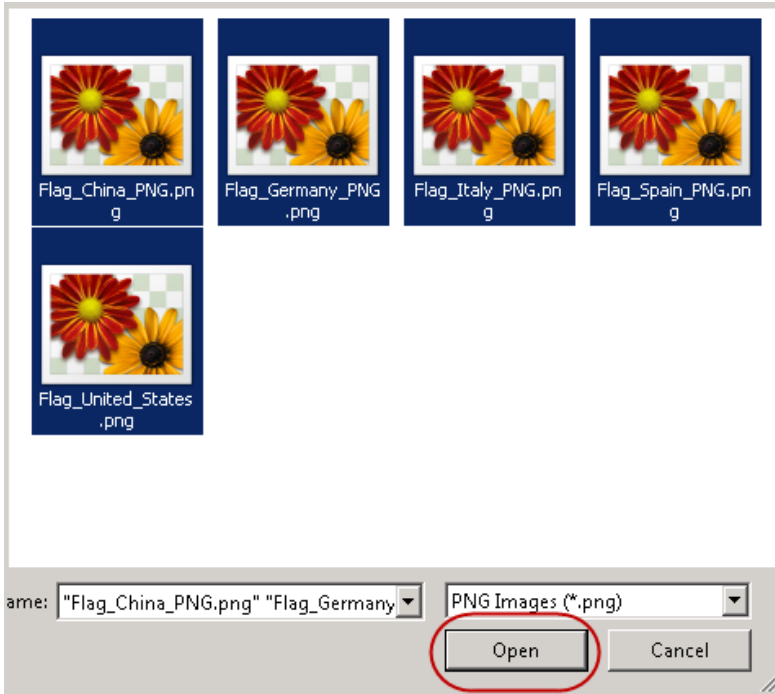 Flag_China_PNG.pn
g
Flag_Germany_PNG
.png
Flag_Italy_PNG.pn
g
Flag_Spain_PNG.pn
g
Flag_United_States
.png
ame: "Flag_China_PNG.png" "Flag_Germany PNG Images (*.png)
Open Cancel